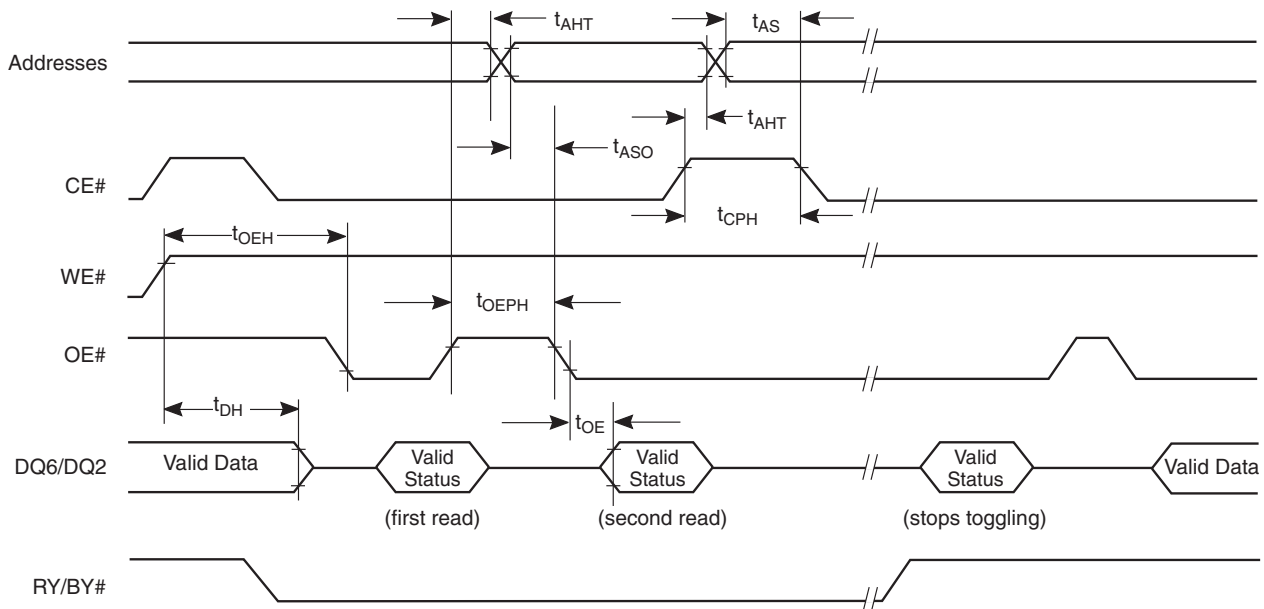 tAHT
tAS
Addresses
tAHT
tASO
CE#
tCPH
tOEH
WE#
tOEPH
OE#
tDH
tOE
DQ6/DQ2
Valid Data
Valid
Status
Valid
Status
Valid
Status
Valid Data
(first read)
(second read)
(stops toggling)
RY/BY#